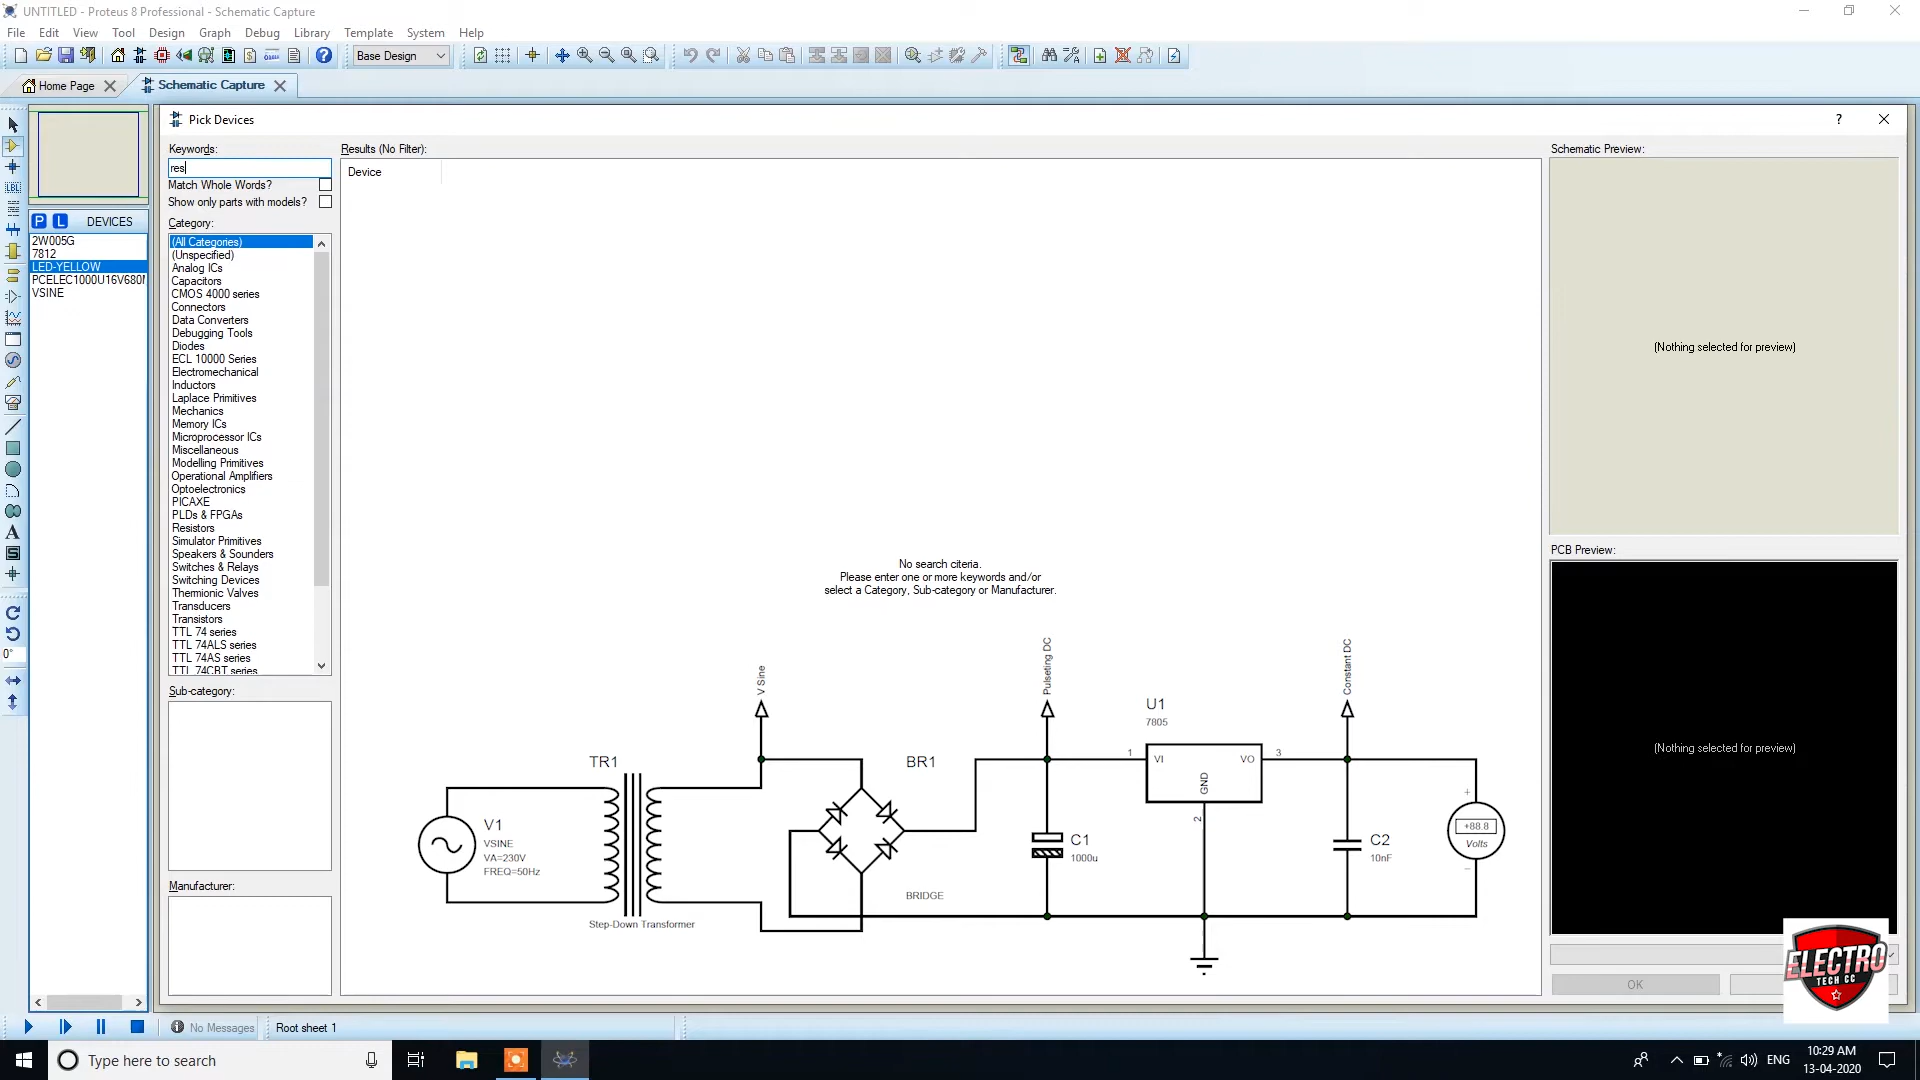 UNTITLED - Proteus 8 Professional - Schematic Capture
File Edit View Tool Design Graph Debug Library Template System Help
Base Design
Home Page Schematic Capture
Pick Devices
Keywords:
res
Match Whole Words?
Show only parts with models?
Category:
(All Categories)
(Unspecified)
Analog ICs
Capacitors
CMOS 4000 series
Connectors
Data Converters
Debugging Tools
Diodes
ECL 10000 Series
Electromechanical
Inductors
Laplace Primitives
Mechanics
Memory ICs
Microprocessor ICs
Miscellaneous
Modelling Primitives
Operational Amplifiers
Optoelectronics
PICAXE
PLDs & FPGAs
Resistors
Simulator Primitives
Speakers & Sounders
Switches & Relays
Switching Devices
Thermionic Valves
Transducers
Transistors
TTL 74 series
TTL 74ALS series
TTL 74AS series
TTL 74CBT series
Sub-category:
Manufacturer:
P L DEVICES
2W005G
7812
LED-YELLOW
PCELEC1000U16V680M
VSINE
LBL
A
S
0°
Results (No Filter):
Device
No search citeria.
Please enter one or more keywords and/or
select a Category, Sub-category or Manufacturer.
V Sine
Pulseting DC
Constant DC
U1
7805
1 VI VO 3
GND
2
TR1
BR1
V1
VSINE
VA=230V
FREQ=50Hz
Step-Down Transformer
BRIDGE
C1
1000u
C2
10nF
+
+88.8
Volts
−
Schematic Preview:
(Nothing selected for preview)
PCB Preview:
(Nothing selected for preview)
OK
ELECTRO
TECH CC
No Messages Root sheet 1
Type here to search
ENG
10:29 AM
13-04-2020